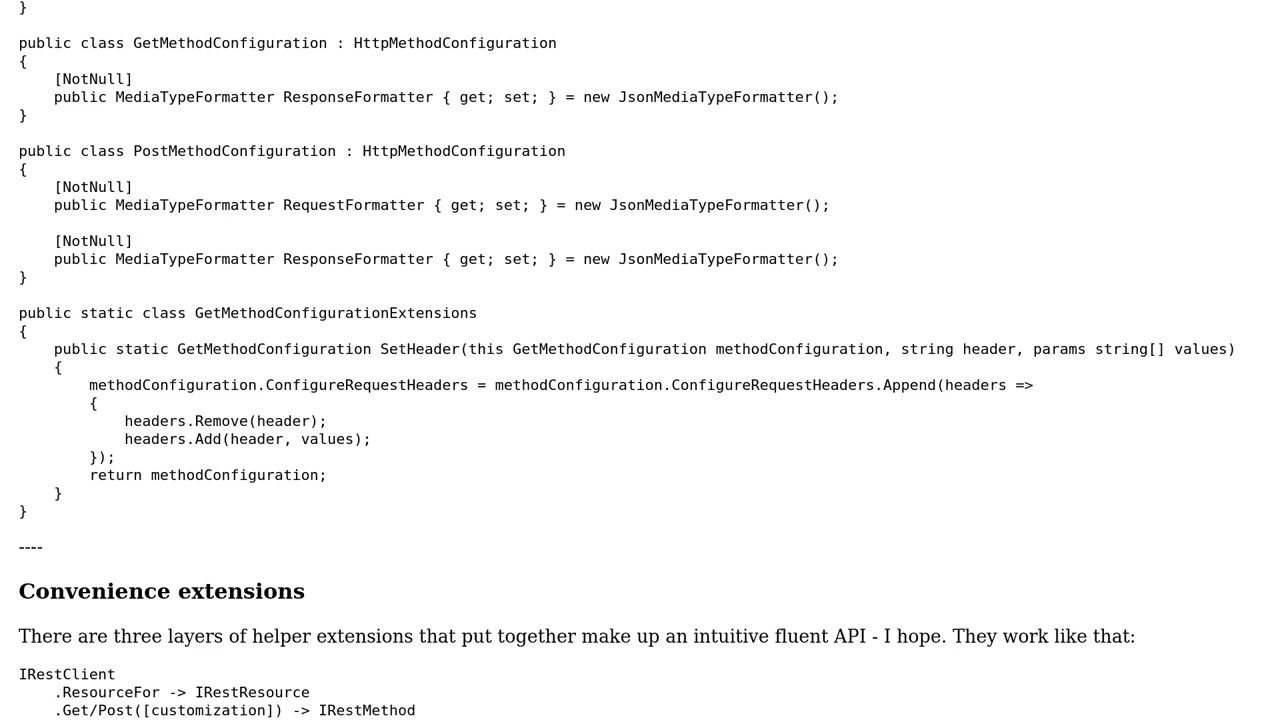 }

public class GetMethodConfiguration : HttpMethodConfiguration
{
    [NotNull]
    public MediaTypeFormatter ResponseFormatter { get; set; } = new JsonMediaTypeFormatter();
}

public class PostMethodConfiguration : HttpMethodConfiguration
{
    [NotNull]
    public MediaTypeFormatter RequestFormatter { get; set; } = new JsonMediaTypeFormatter();

    [NotNull]
    public MediaTypeFormatter ResponseFormatter { get; set; } = new JsonMediaTypeFormatter();
}

public static class GetMethodConfigurationExtensions
{
    public static GetMethodConfiguration SetHeader(this GetMethodConfiguration methodConfiguration, string header, params string[] values)
    {
        methodConfiguration.ConfigureRequestHeaders = methodConfiguration.ConfigureRequestHeaders.Append(headers =>
        {
            headers.Remove(header);
            headers.Add(header, values);
        });
        return methodConfiguration;
    }
}

----

Convenience extensions

There are three layers of helper extensions that put together make up an intuitive fluent API - I hope. They work like that:

IRestClient
    .ResourceFor -> IRestResource
    .Get/Post([customization]) -> IRestMethod